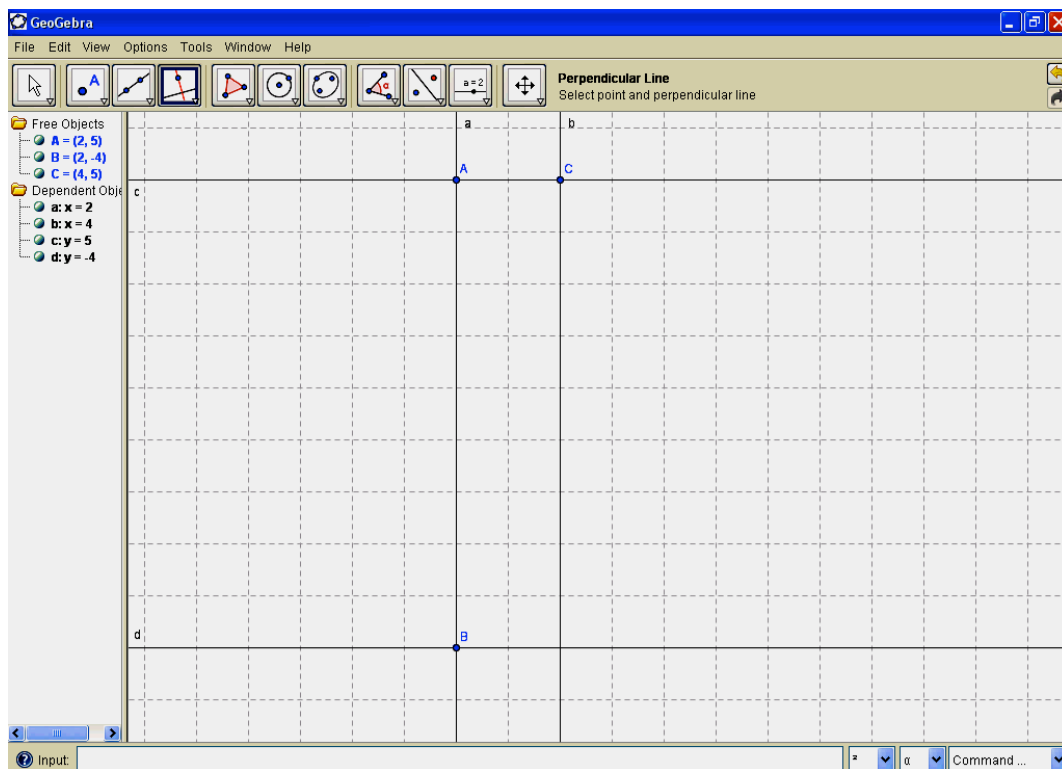 GeoGebra
File Edit View Options Tools Window Help
A
α
a=2
Perpendicular Line
Select point and perpendicular line
Free Objects
A = (2, 5)
B = (2, -4)
C = (4, 5)
Dependent Obje
a: x = 2
b: x = 4
c: y = 5
d: y = -4
a b
A C
c
d B
Input: ² α Command ...